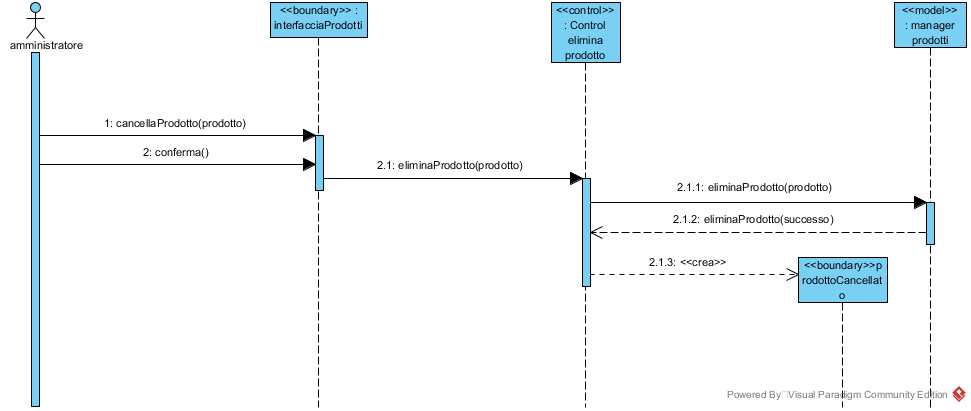 amministratore
<<boundary>> :
interfacciaProdotti
<<control>>
: Control
elimina
prodotto
<<model>>
: manager
prodotti
1: cancellaProdotto(prodotto)
2: conferma()
2.1: eliminaProdotto(prodotto)
2.1.1: eliminaProdotto(prodotto)
2.1.2: eliminaProdotto(successo)
2.1.3: <<crea>>
<<boundary>>p
rodottoCancellat
o
Powered By Visual Paradigm Community Edition